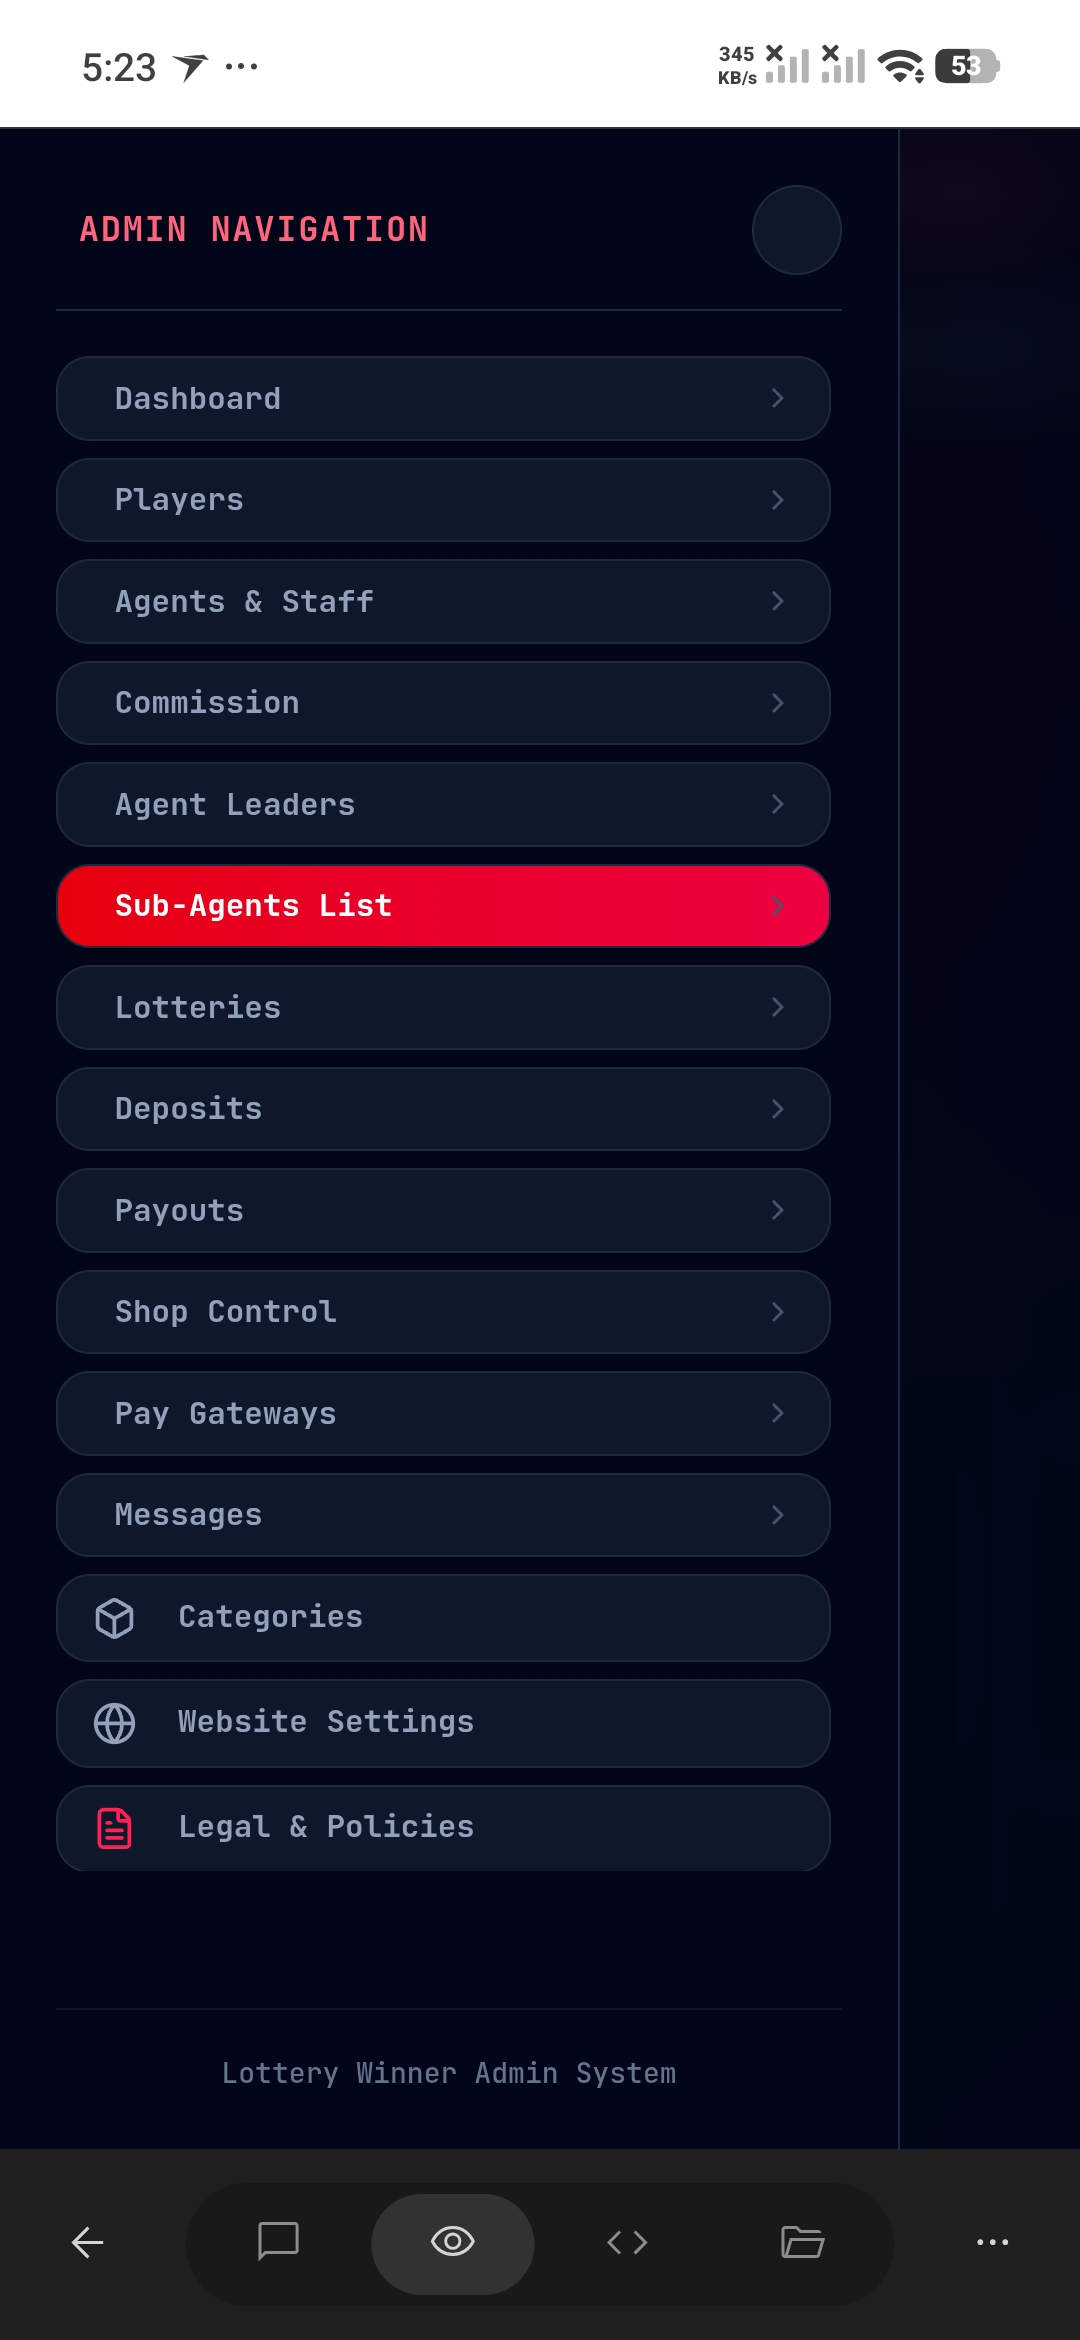 5:23
345
KB/s
53
ADMIN NAVIGATION
Dashboard
Players
Agents & Staff
Commission
Agent Leaders
Sub-Agents List
Lotteries
Deposits
Payouts
Shop Control
Pay Gateways
Messages
Categories
Website Settings
Legal & Policies
Lottery Winner Admin System